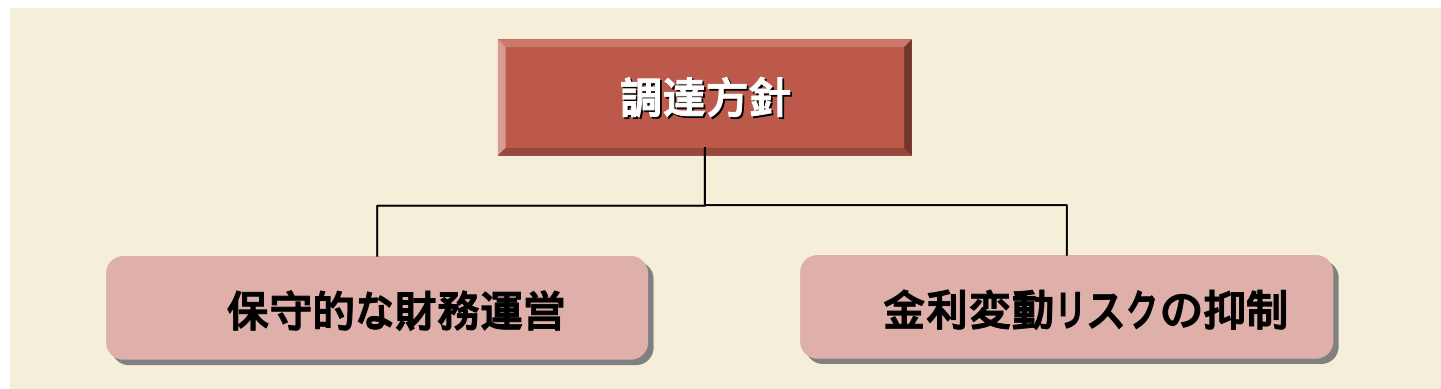 調達方針
保守的な財務運営
金利変動リスクの抑制